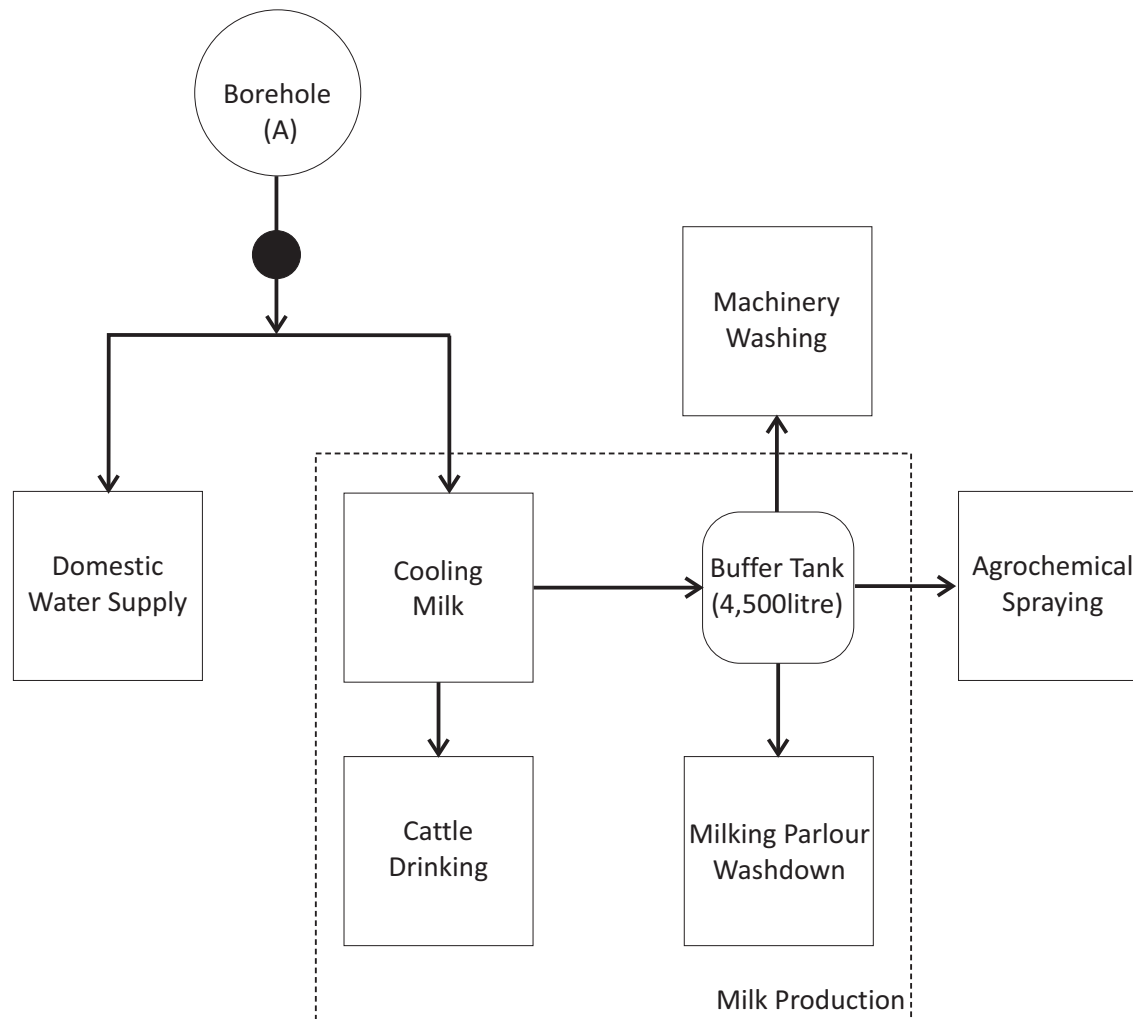 Borehole
(A)
Machinery
Washing
Domestic
Water Supply
Cooling
Milk
Buffer Tank
(4,500litre)
Agrochemical
Spraying
Cattle
Drinking
Milking Parlour
Washdown
Milk Production